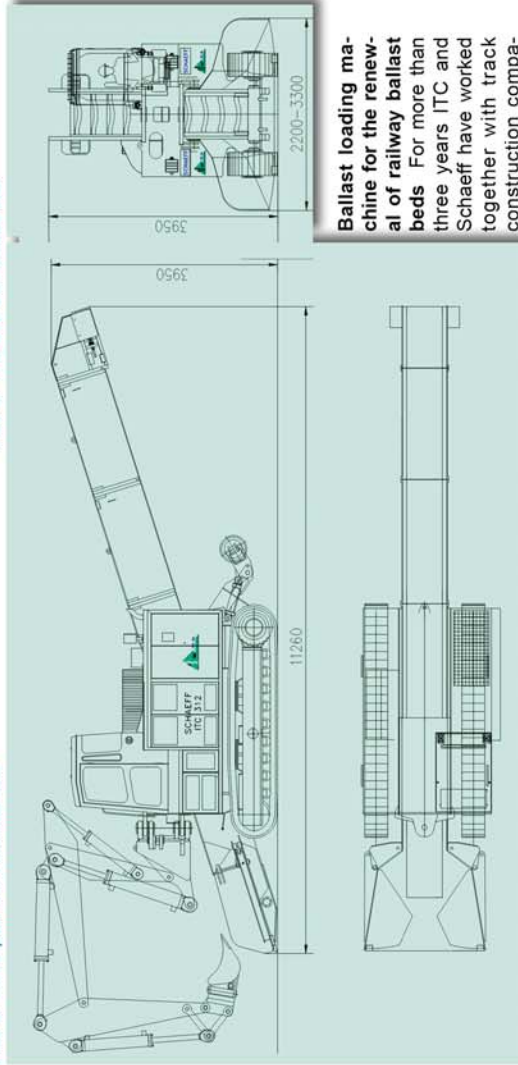 3950
SCHAEFF
SCHAEFF
2200-3300
3950
SCHAEFF
ITC 312
11260
Ballast loading ma-
chine for the renew-
al of railway ballast
beds For more than
three years ITC and
Schaeff have worked
together with track
construction compa-